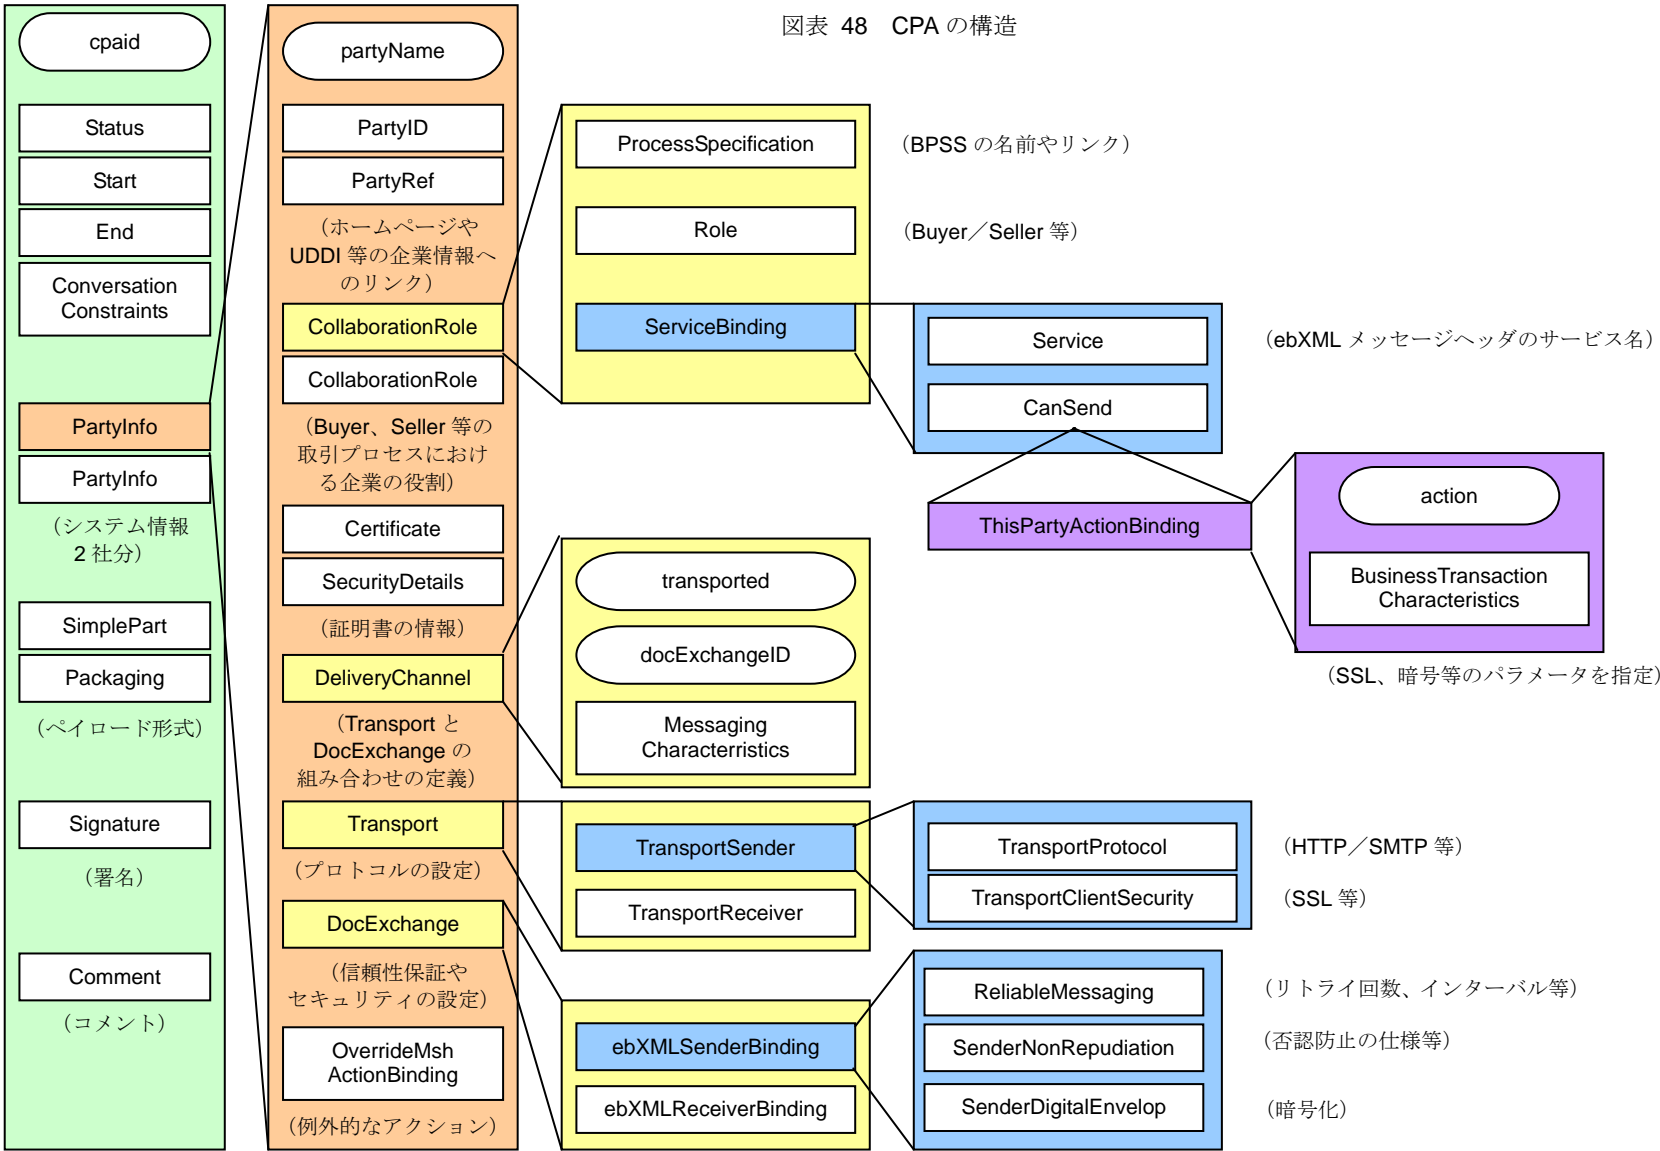 図表 48 CPA の構造
cpaid
Status
Start
End
Conversation
Constraints
PartyInfo
PartyInfo
（システム情報
2 社分）
SimplePart
Packaging
（ペイロード形式）
Signature
（署名）
Comment
（コメント）
partyName
PartyID
PartyRef
（ホームページや
UDDI 等の企業情報へ
のリンク）
CollaborationRole
CollaborationRole
（Buyer、Seller 等の
取引プロセスにおけ
る企業の役割）
Certificate
SecurityDetails
（証明書の情報）
DeliveryChannel
（Transport と
DocExchange の
組み合わせの定義）
Transport
（プロトコルの設定）
DocExchange
（信頼性保証や
セキュリティの設定）
OverrideMsh
ActionBinding
（例外的なアクション）
ProcessSpecification
（BPSS の名前やリンク）
Role
（Buyer／Seller 等）
ServiceBinding
Service
（ebXML メッセージヘッダのサービス名）
CanSend
ThisPartyActionBinding
action
BusinessTransaction
Characteristics
（SSL、暗号等のパラメータを指定）
transported
docExchangeID
Messaging
Characterristics
TransportSender
TransportReceiver
TransportProtocol
（HTTP／SMTP 等）
TransportClientSecurity
（SSL 等）
ebXMLSenderBinding
ebXMLReceiverBinding
ReliableMessaging
（リトライ回数、インターバル等）
SenderNonRepudiation
（否認防止の仕様等）
SenderDigitalEnvelop
（暗号化）